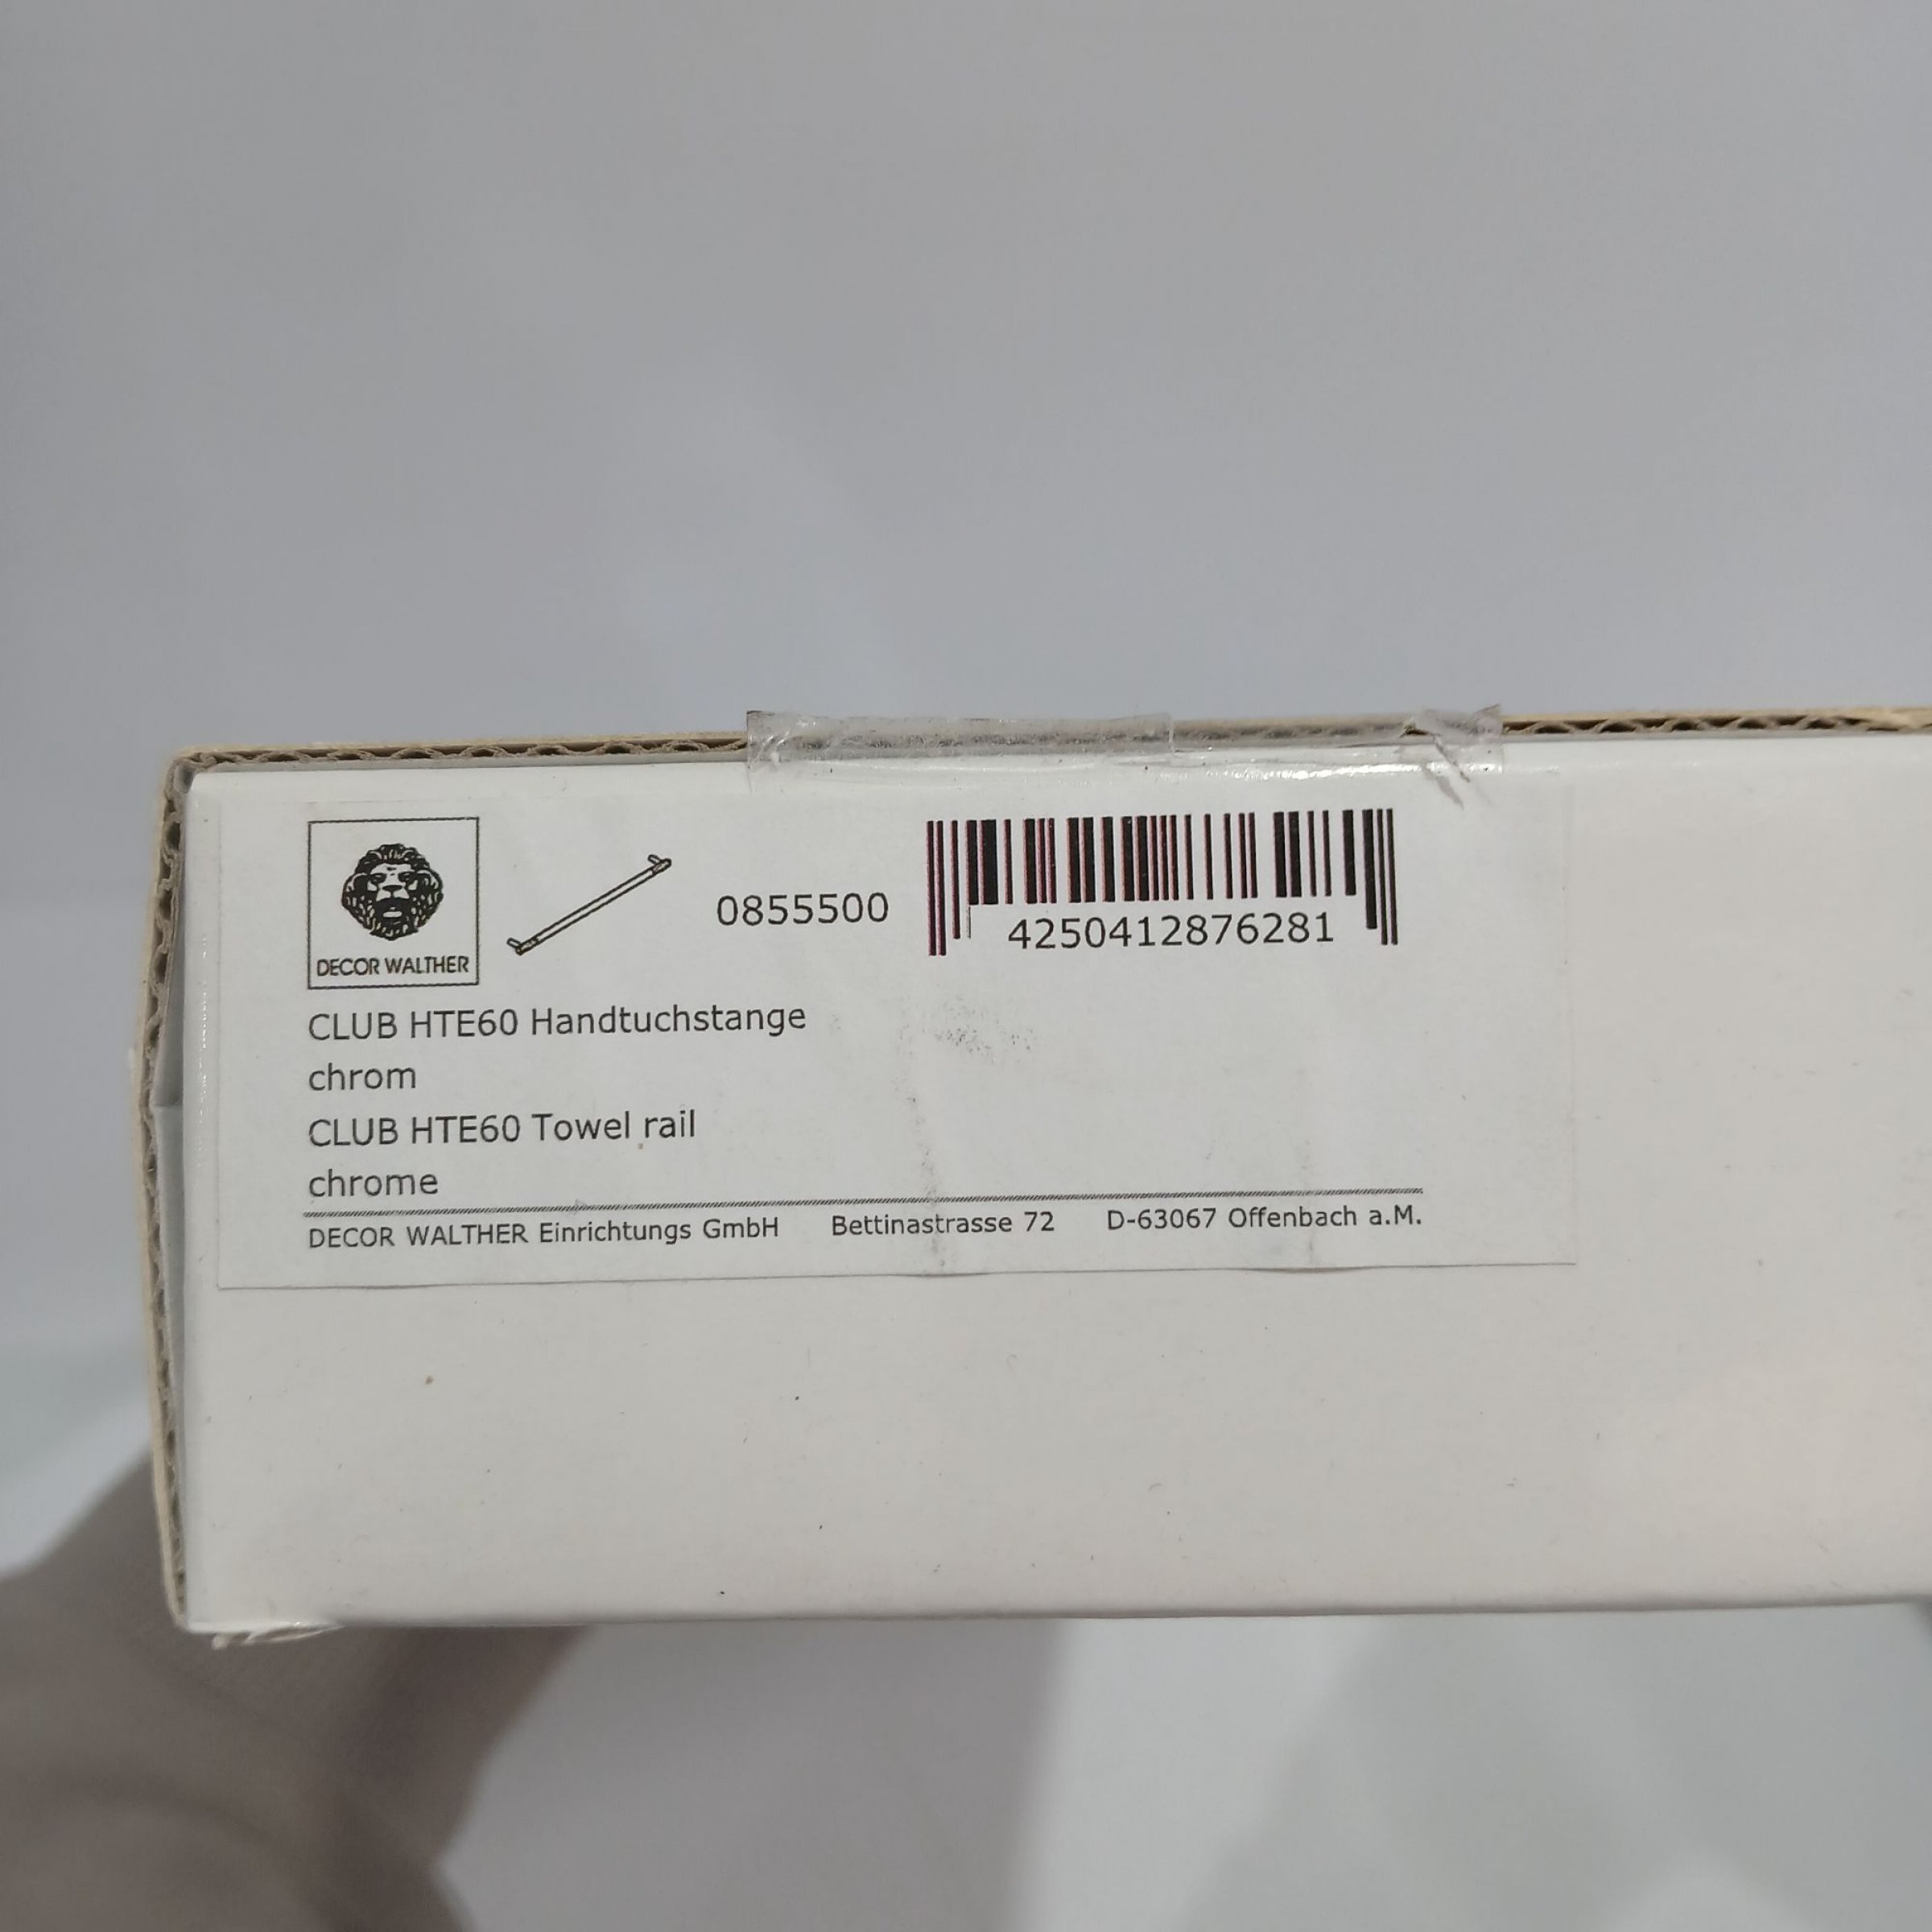 DECOR WALTHER
0855500
4250412876281
CLUB HTE60 Handtuchstange
chrom
CLUB HTE60 Towel rail
chrome
DECOR WALTHER Einrichtungs GmbH Bettinastrasse 72 D-63067 Offenbach a.M.